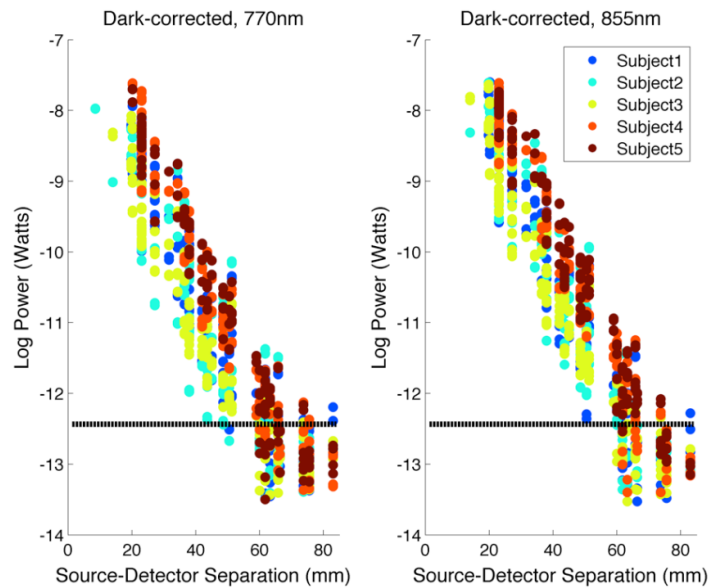 Dark-corrected, 770nm
Dark-corrected, 855nm
-7
-8
-9
-10
-11
-12
-13
-14
Log Power (Watts)
0 20 40 60 80
Source-Detector Separation (mm)
-7
-8
-9
-10
-11
-12
-13
-14
Log Power (Watts)
0 20 40 60 80
Source-Detector Separation (mm)
Subject1
Subject2
Subject3
Subject4
Subject5